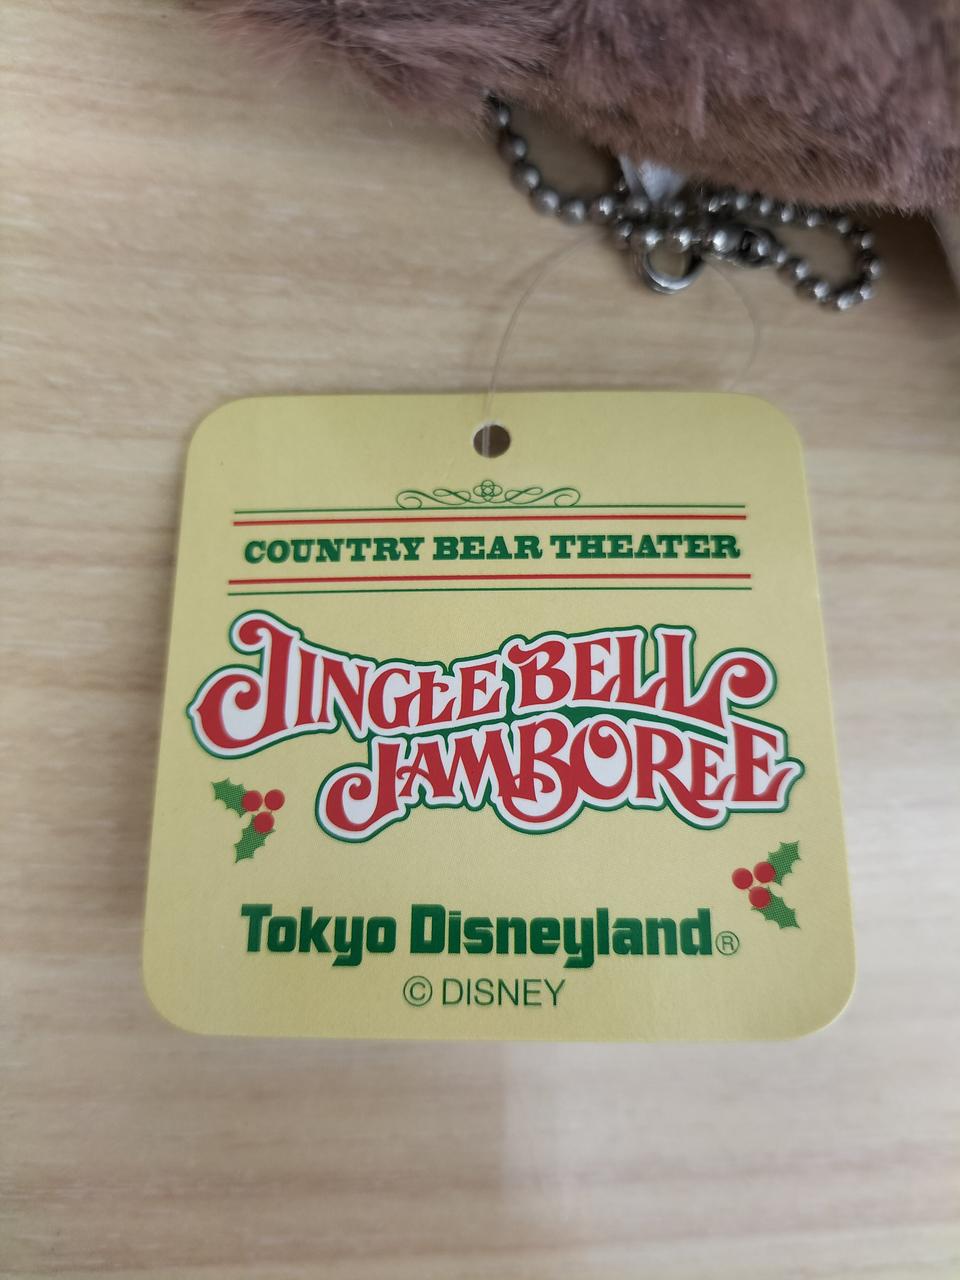 COUNTRY BEAR THEATER
JINGLE BELL
JAMBOREE
Tokyo Disneyland®
© DISNEY